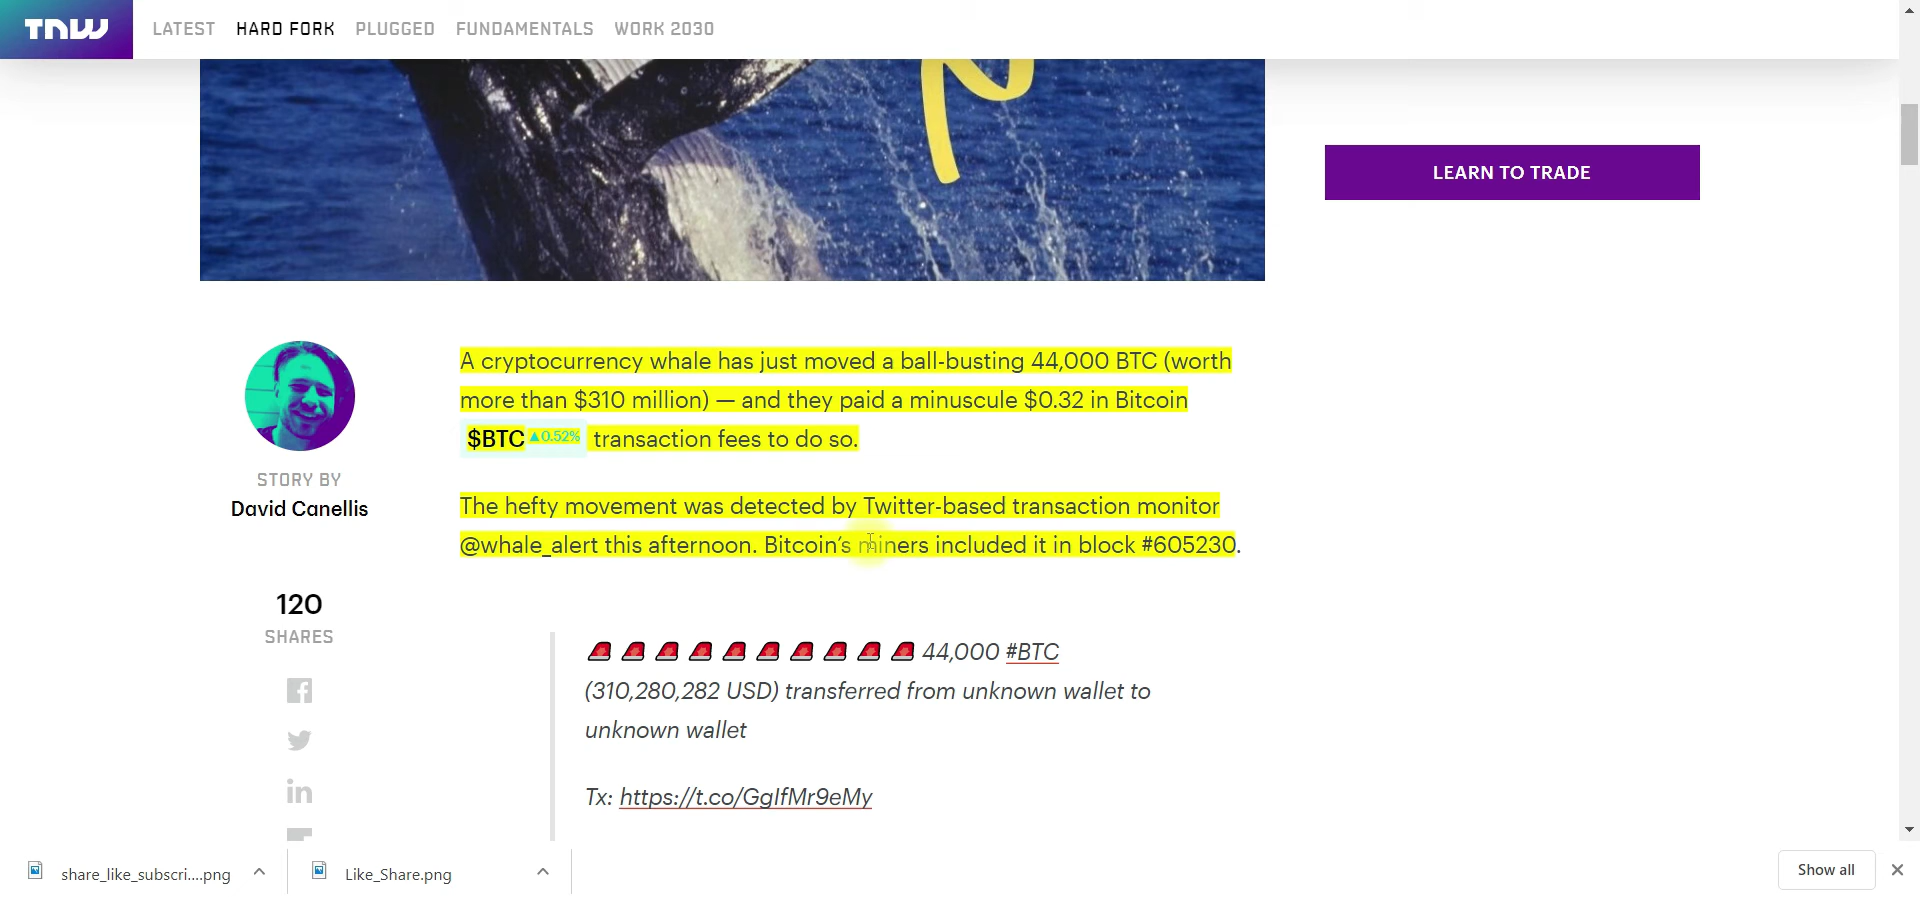 TNW LATEST HARD FORK PLUGGED FUNDAMENTALS WORK 2030
LEARN TO TRADE
A cryptocurrency whale has just moved a ball-busting 44,000 BTC (worth
more than $310 million) — and they paid a minuscule $0.32 in Bitcoin
$BTC ▲0.52% transaction fees to do so.
The hefty movement was detected by Twitter-based transaction monitor
@whale_alert this afternoon. Bitcoin’s miners included it in block #605230.
STORY BY
David Canellis
120
SHARES
🚨 🚨 🚨 🚨 🚨 🚨 🚨 🚨 🚨 🚨 44,000 #BTC
(310,280,282 USD) transferred from unknown wallet to
unknown wallet
Tx: https://t.co/GgIfMr9eMy
share_like_subscri....png
Like_Share.png
Show all